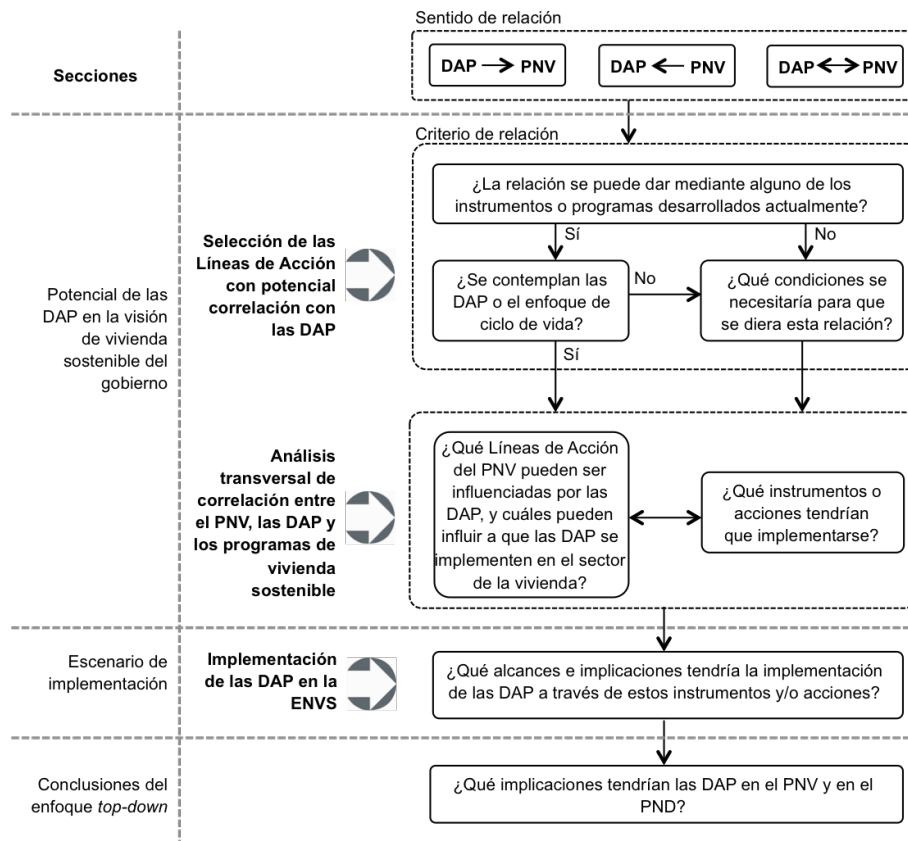 Sentido de relación
Secciones
DAP → PNV
DAP ← PNV
DAP ↔ PNV
Criterio de relación
¿La relación se puede dar mediante alguno de los
instrumentos o programas desarrollados actualmente?
Sí
No
Potencial de las
DAP en la visión
de vivienda
sostenible del
gobierno
Selección de las
Líneas de Acción
con potencial
correlación con
las DAP
¿Se contemplan las
DAP o el enfoque de
ciclo de vida?
No
¿Qué condiciones se
necesitaría para que
se diera esta relación?
Sí
Análisis
transversal de
correlación entre
el PNV, las DAP y
los programas de
vivienda
sostenible
¿Qué Líneas de Acción
del PNV pueden ser
influenciadas por las
DAP, y cuáles pueden
influir a que las DAP se
implementen en el sector
de la vivienda?
¿Qué instrumentos o
acciones tendrían
que implementarse?
Escenario de
implementación
Implementación
de las DAP en la
ENVS
¿Qué alcances e implicaciones tendría la implementación
de las DAP a través de estos instrumentos y/o acciones?
Conclusiones del
enfoque top-down
¿Qué implicaciones tendrían las DAP en el PNV y en el
PND?